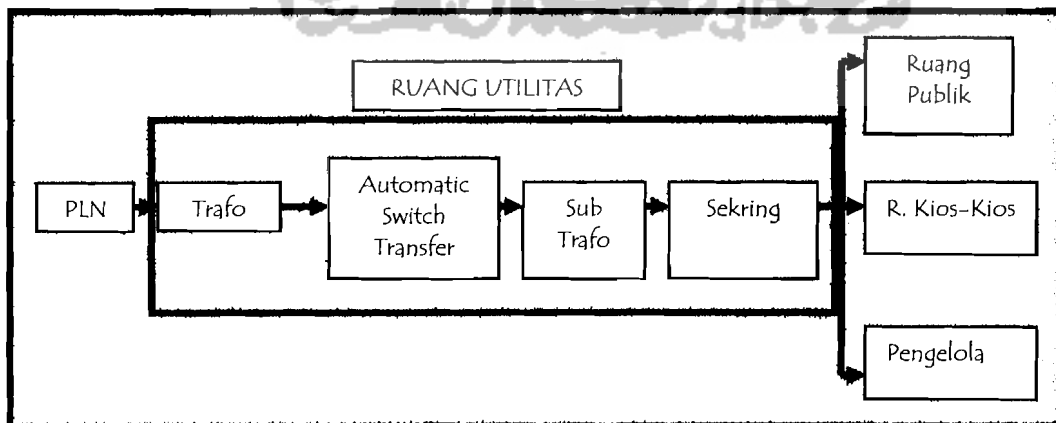 RUANG UTILITAS
PLN
Trafo
Automatic
Switch
Transfer
Sub
Trafo
Sekring
Ruang
Publik
R. Kios-Kios
Pengelola